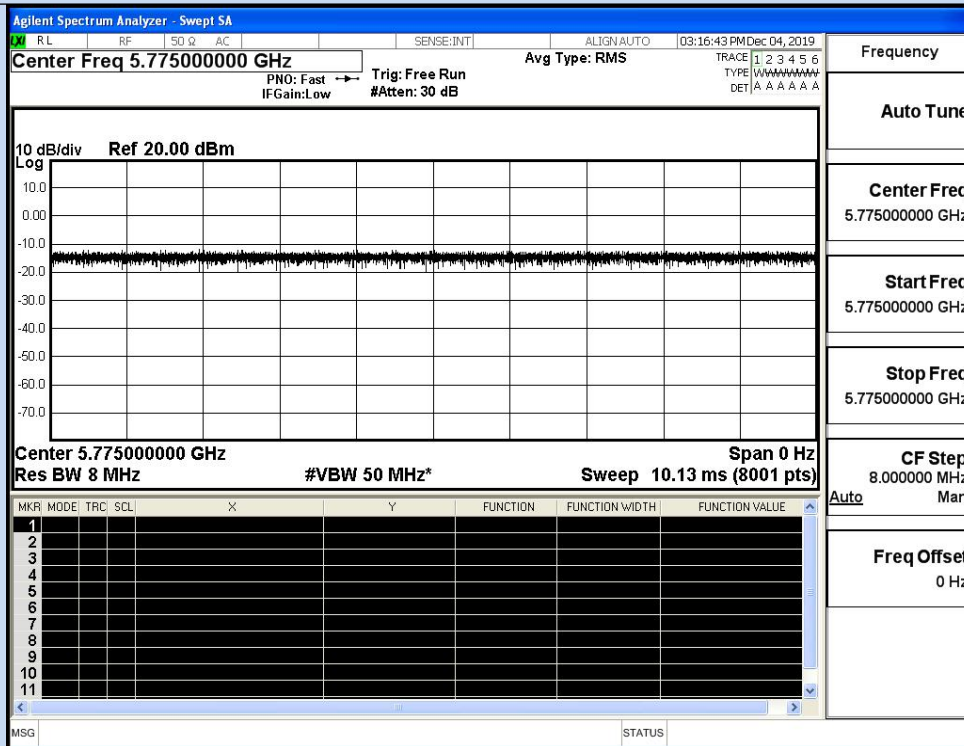 Agilent Spectrum Analyzer - Swept SA
LXI RL RF 50 Ω AC SENSE:INT ALIGN AUTO 03:16:43 PM Dec 04, 2019
Center Freq 5.775000000 GHz
PNO: Fast
IFGain:Low
Trig: Free Run
#Atten: 30 dB
Avg Type: RMS
TRACE 1 2 3 4 5 6
TYPE WWWWWWW
DET A A A A A A
10 dB/div Ref 20.00 dBm
Log
10.0
0.00
-10.0
-20.0
-30.0
-40.0
-50.0
-60.0
-70.0
Center 5.775000000 GHz Span 0 Hz
Res BW 8 MHz #VBW 50 MHz* Sweep 10.13 ms (8001 pts)
MKR MODE TRC SCL X Y FUNCTION FUNCTION WIDTH FUNCTION VALUE
1
2
3
4
5
6
7
8
9
10
11
MSG STATUS
Frequency
Auto Tune
Center Freq
5.775000000 GHz
Start Freq
5.775000000 GHz
Stop Freq
5.775000000 GHz
CF Step
8.000000 MHz
Auto Man
Freq Offset
0 Hz